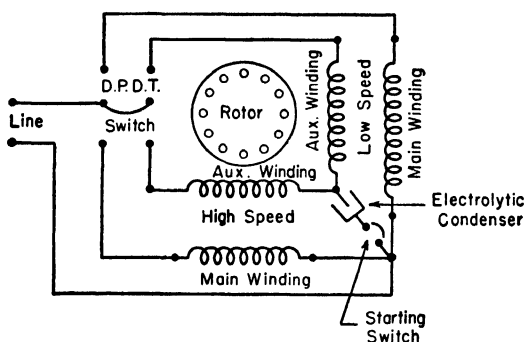 D.P.D.T.
Line
Switch
Rotor
Aux. Winding
Low Speed
Main Winding
Aux. Winding
High Speed
Electrolytic
Condenser
Main Winding
Starting
Switch